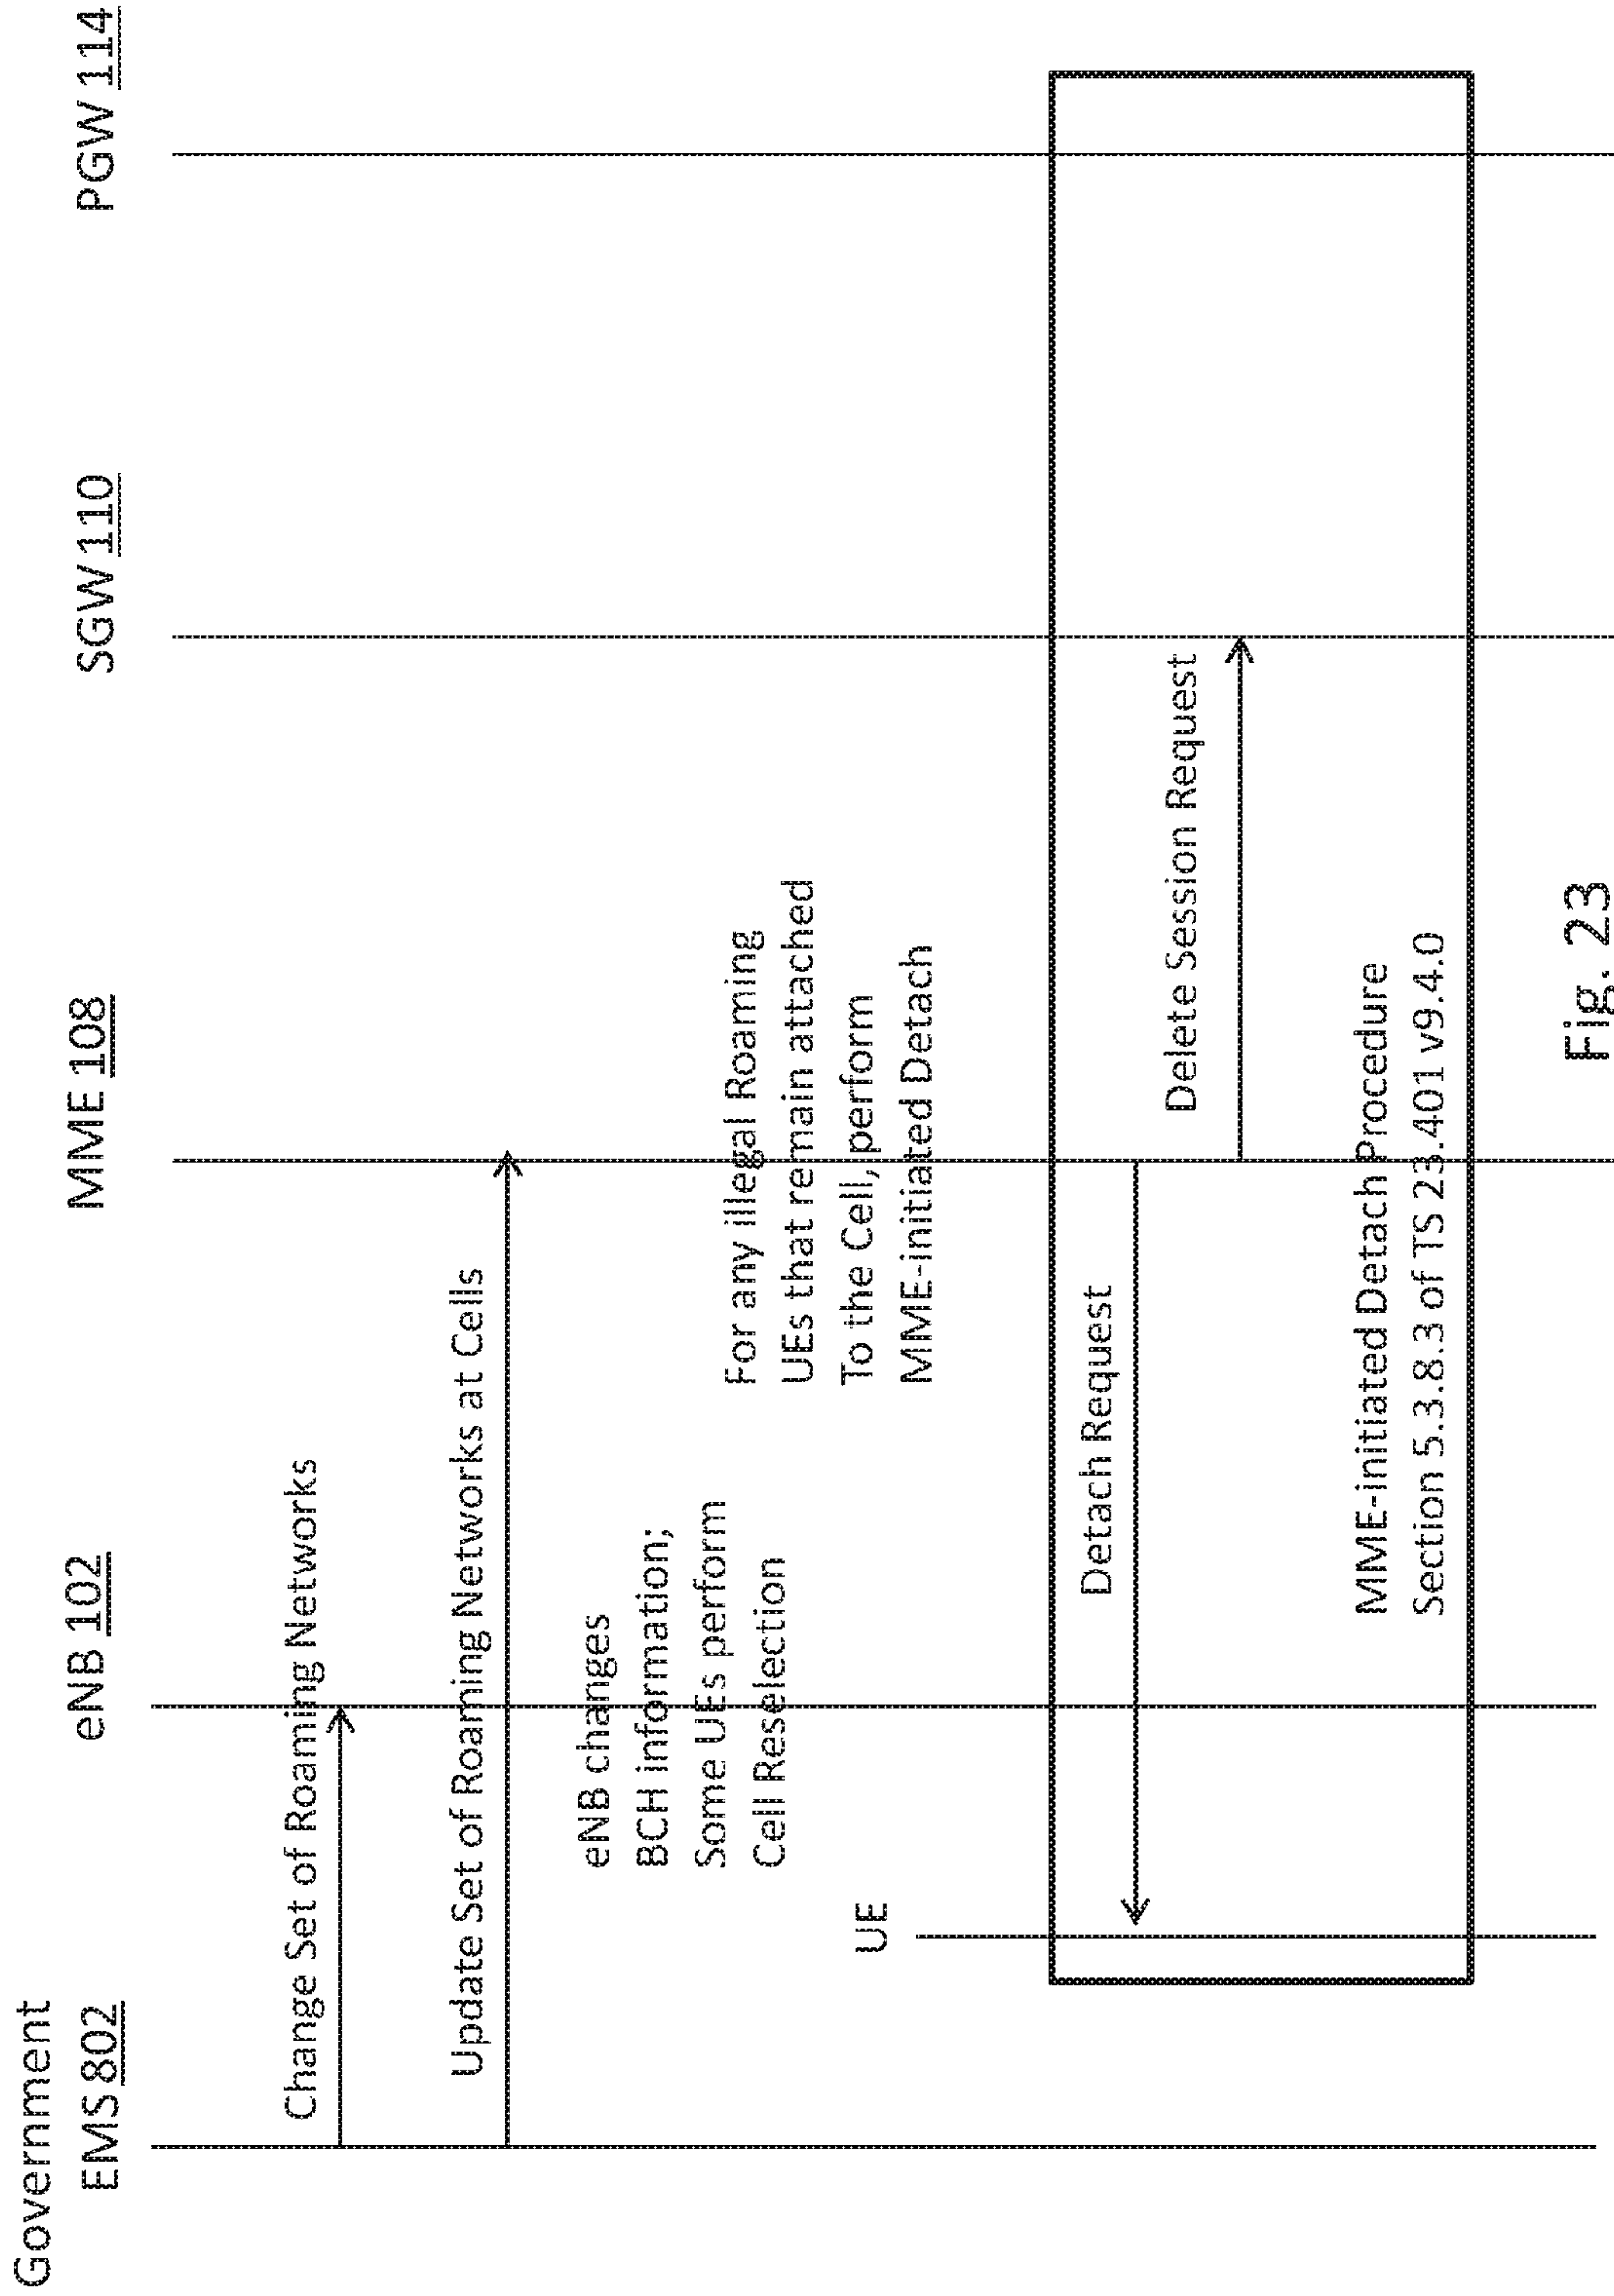 Government
EMS 802
eNB 102
MME 108
SGW 110
PGW 114
Change Set of Roaming Networks
Update Set of Roaming Networks at Cells
eNB changes
BCH information;
Some UEs perform
Cell Reselection
For any illegal Roaming
UEs that remain attached
To the Cell, perform
MME-initiated Detach
UE
Detach Request
Delete Session Request
MME-initiated Detach Procedure
Section 5.3.8.3 of TS 23.401 v9.4.0
Fig. 23